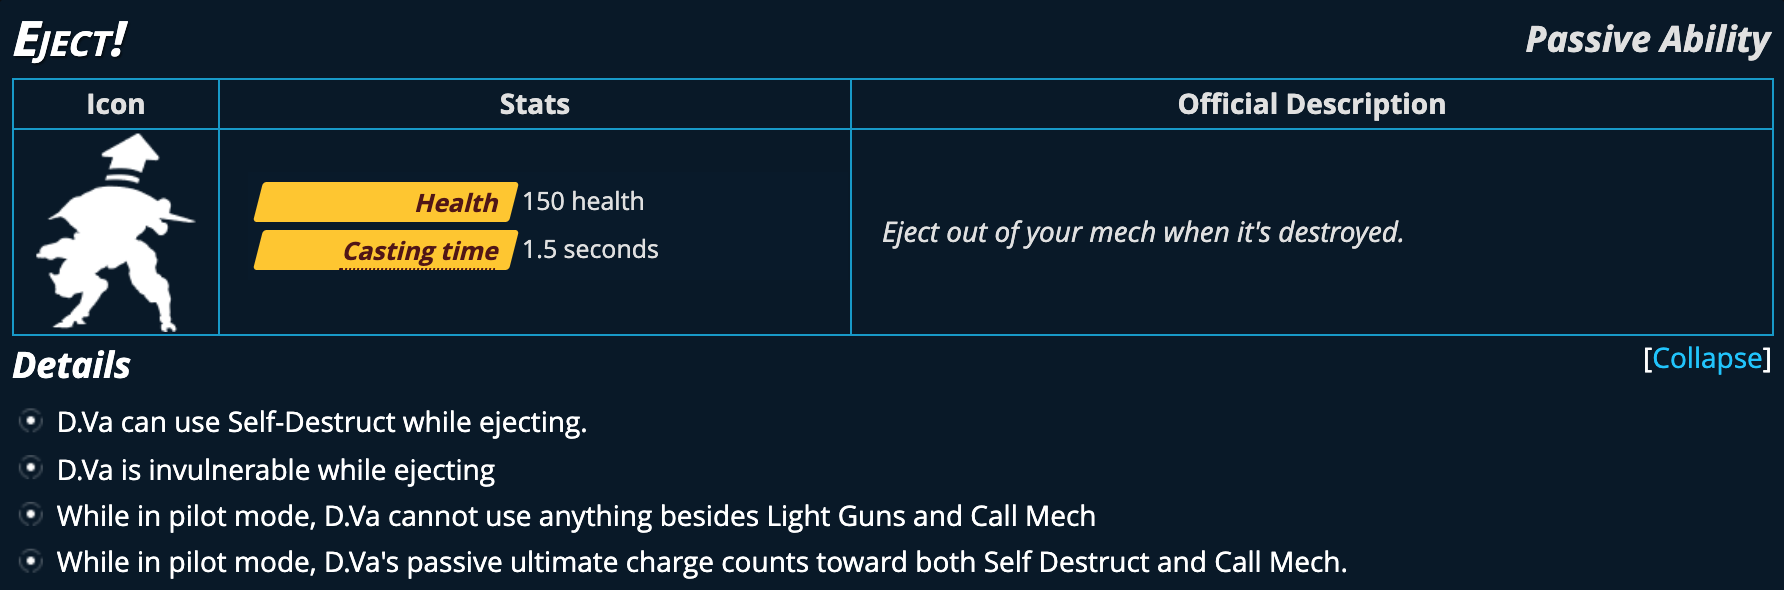 Eject!
Passive Ability
Icon
Stats
Official Description
Health 150 health
Casting time 1.5 seconds
Eject out of your mech when it's destroyed.
Details
[Collapse]
D.Va can use Self-Destruct while ejecting.
D.Va is invulnerable while ejecting
While in pilot mode, D.Va cannot use anything besides Light Guns and Call Mech
While in pilot mode, D.Va's passive ultimate charge counts toward both Self Destruct and Call Mech.